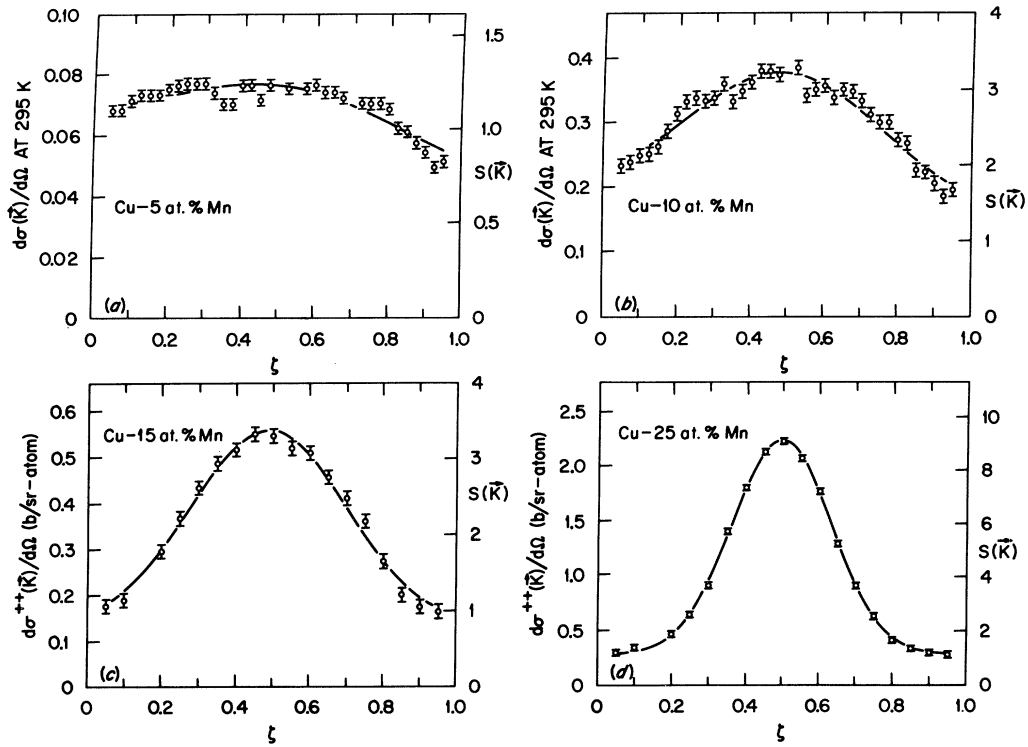 dσ(K⃗)/dΩ AT 295 K
0.10
0.08
0.06
0.04
0.02
0
Cu–5 at. % Mn
(a)
1.5
1.0
0.5
0
S(K⃗)
0 0.2 0.4 0.6 0.8 1.0
ζ
dσ(K⃗)/dΩ AT 295 K
0.4
0.3
0.2
0.1
0
Cu–10 at. % Mn
(b)
4
3
2
1
0
S(K⃗)
0 0.2 0.4 0.6 0.8 1.0
ζ
dσ⁺⁺(K⃗)/dΩ (b/sr–atom)
0.6
0.5
0.4
0.3
0.2
0.1
0
Cu–15 at. % Mn
(c)
4
3
2
1
0
S(K⃗)
0 0.2 0.4 0.6 0.8 1.0
ζ
dσ⁺⁺(K⃗)/dΩ (b/sr–atom)
2.5
2.0
1.5
1.0
0.5
0
Cu–25 at. % Mn
(d)
10
8
6
4
2
0
S(K⃗)
0 0.2 0.4 0.6 0.8 1.0
ζ